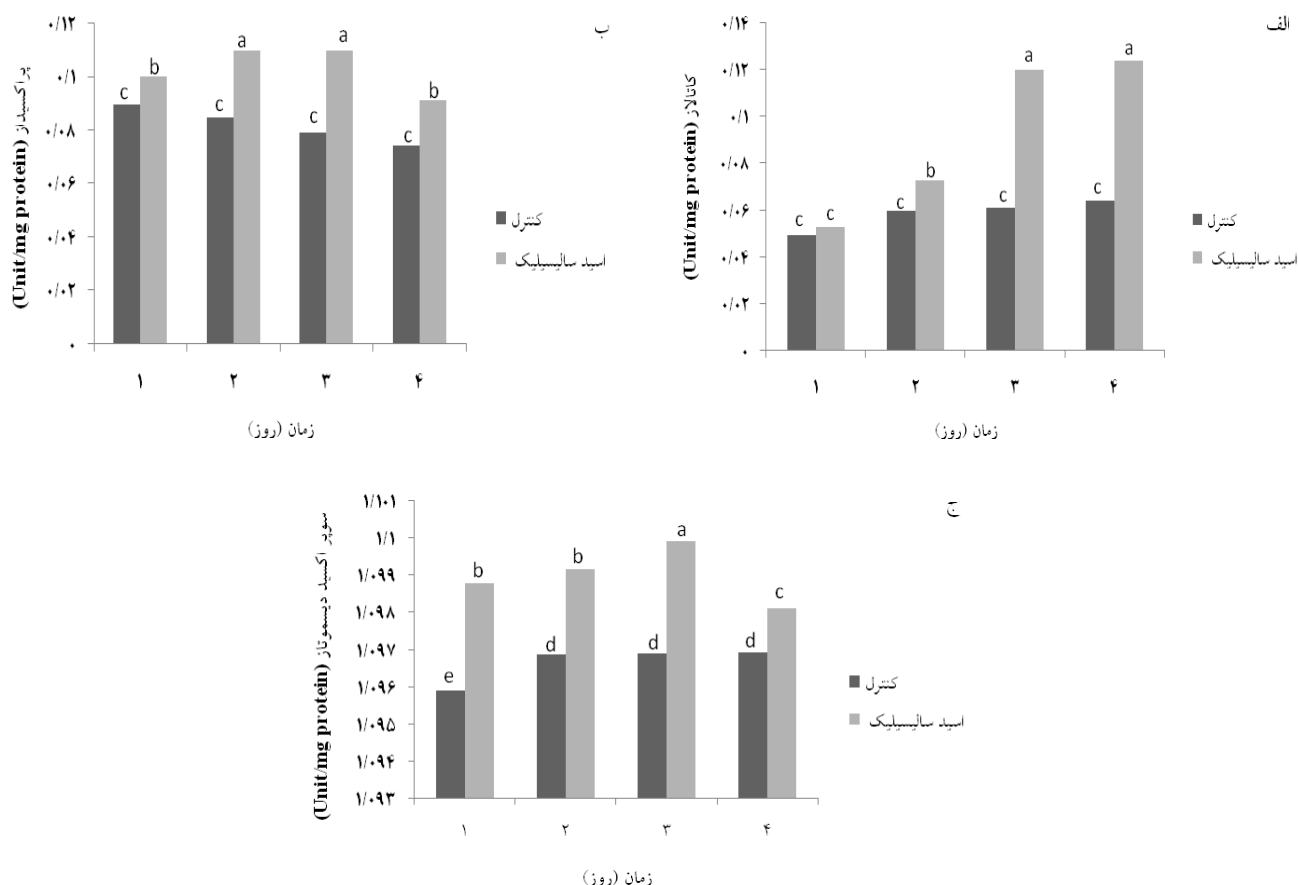 الف
کاتالاز (Unit/mg protein)
۰/۱۴
۰/۱۲
۰/۱
۰/۰۸
۰/۰۶
۰/۰۴
۰/۰۲
۰
c c
c b
c a
c a
۱ ۲ ۳ ۴
زمان (روز)
کنترل
اسید سالیسیلیک
ب
پراکسیداز (Unit/mg protein)
۰/۱۲
۰/۱
۰/۰۸
۰/۰۶
۰/۰۴
۰/۰۲
۰
c b
c a
c a
c b
۱ ۲ ۳ ۴
زمان (روز)
کنترل
اسید سالیسیلیک
ج
سوپر اکسید دیسموتاز (Unit/mg protein)
۱/۱۰۱
۱/۱
۱/۰۹۹
۱/۰۹۸
۱/۰۹۷
۱/۰۹۶
۱/۰۹۵
۱/۰۹۴
۱/۰۹۳
e b
d b
d a
d c
۱ ۲ ۳ ۴
زمان (روز)
کنترل
اسید سالیسیلیک